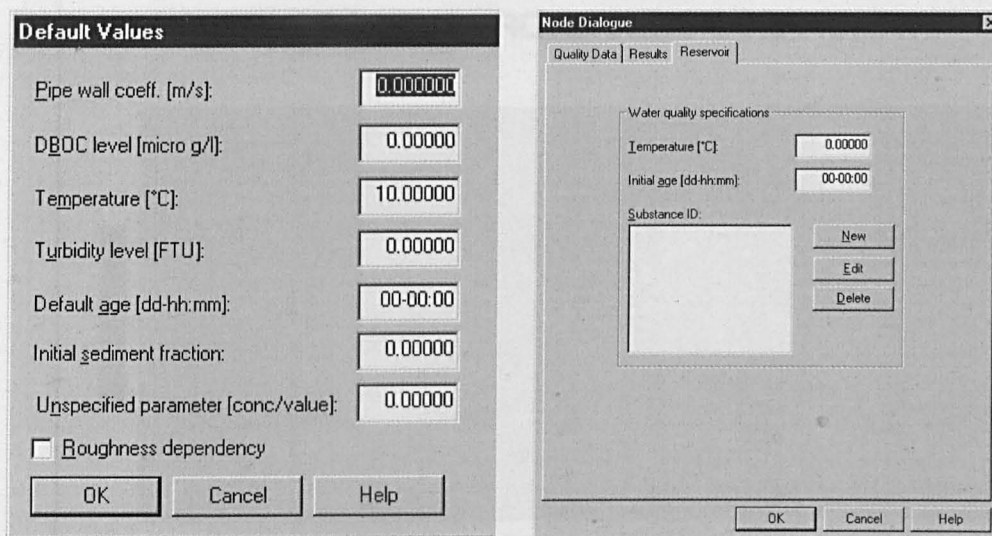 Default Values
Pipe wall coeff. [m/s]: 0.000000
DBOC level [micro g/l]: 0.00000
Temperature [°C]: 10.00000
Turbidity level [FTU]: 0.00000
Default age [dd-hh:mm]: 00-00:00
Initial sediment fraction: 0.00000
Unspecified parameter [conc/value]: 0.00000
Roughness dependency
OK Cancel Help
Node Dialogue
Quality Data Results Reservoir
Water quality specifications
Temperature [°C]: 0.00000
Initial age [dd-hh:mm]: 00-00:00
Substance ID:
New
Edit
Delete
OK Cancel Help